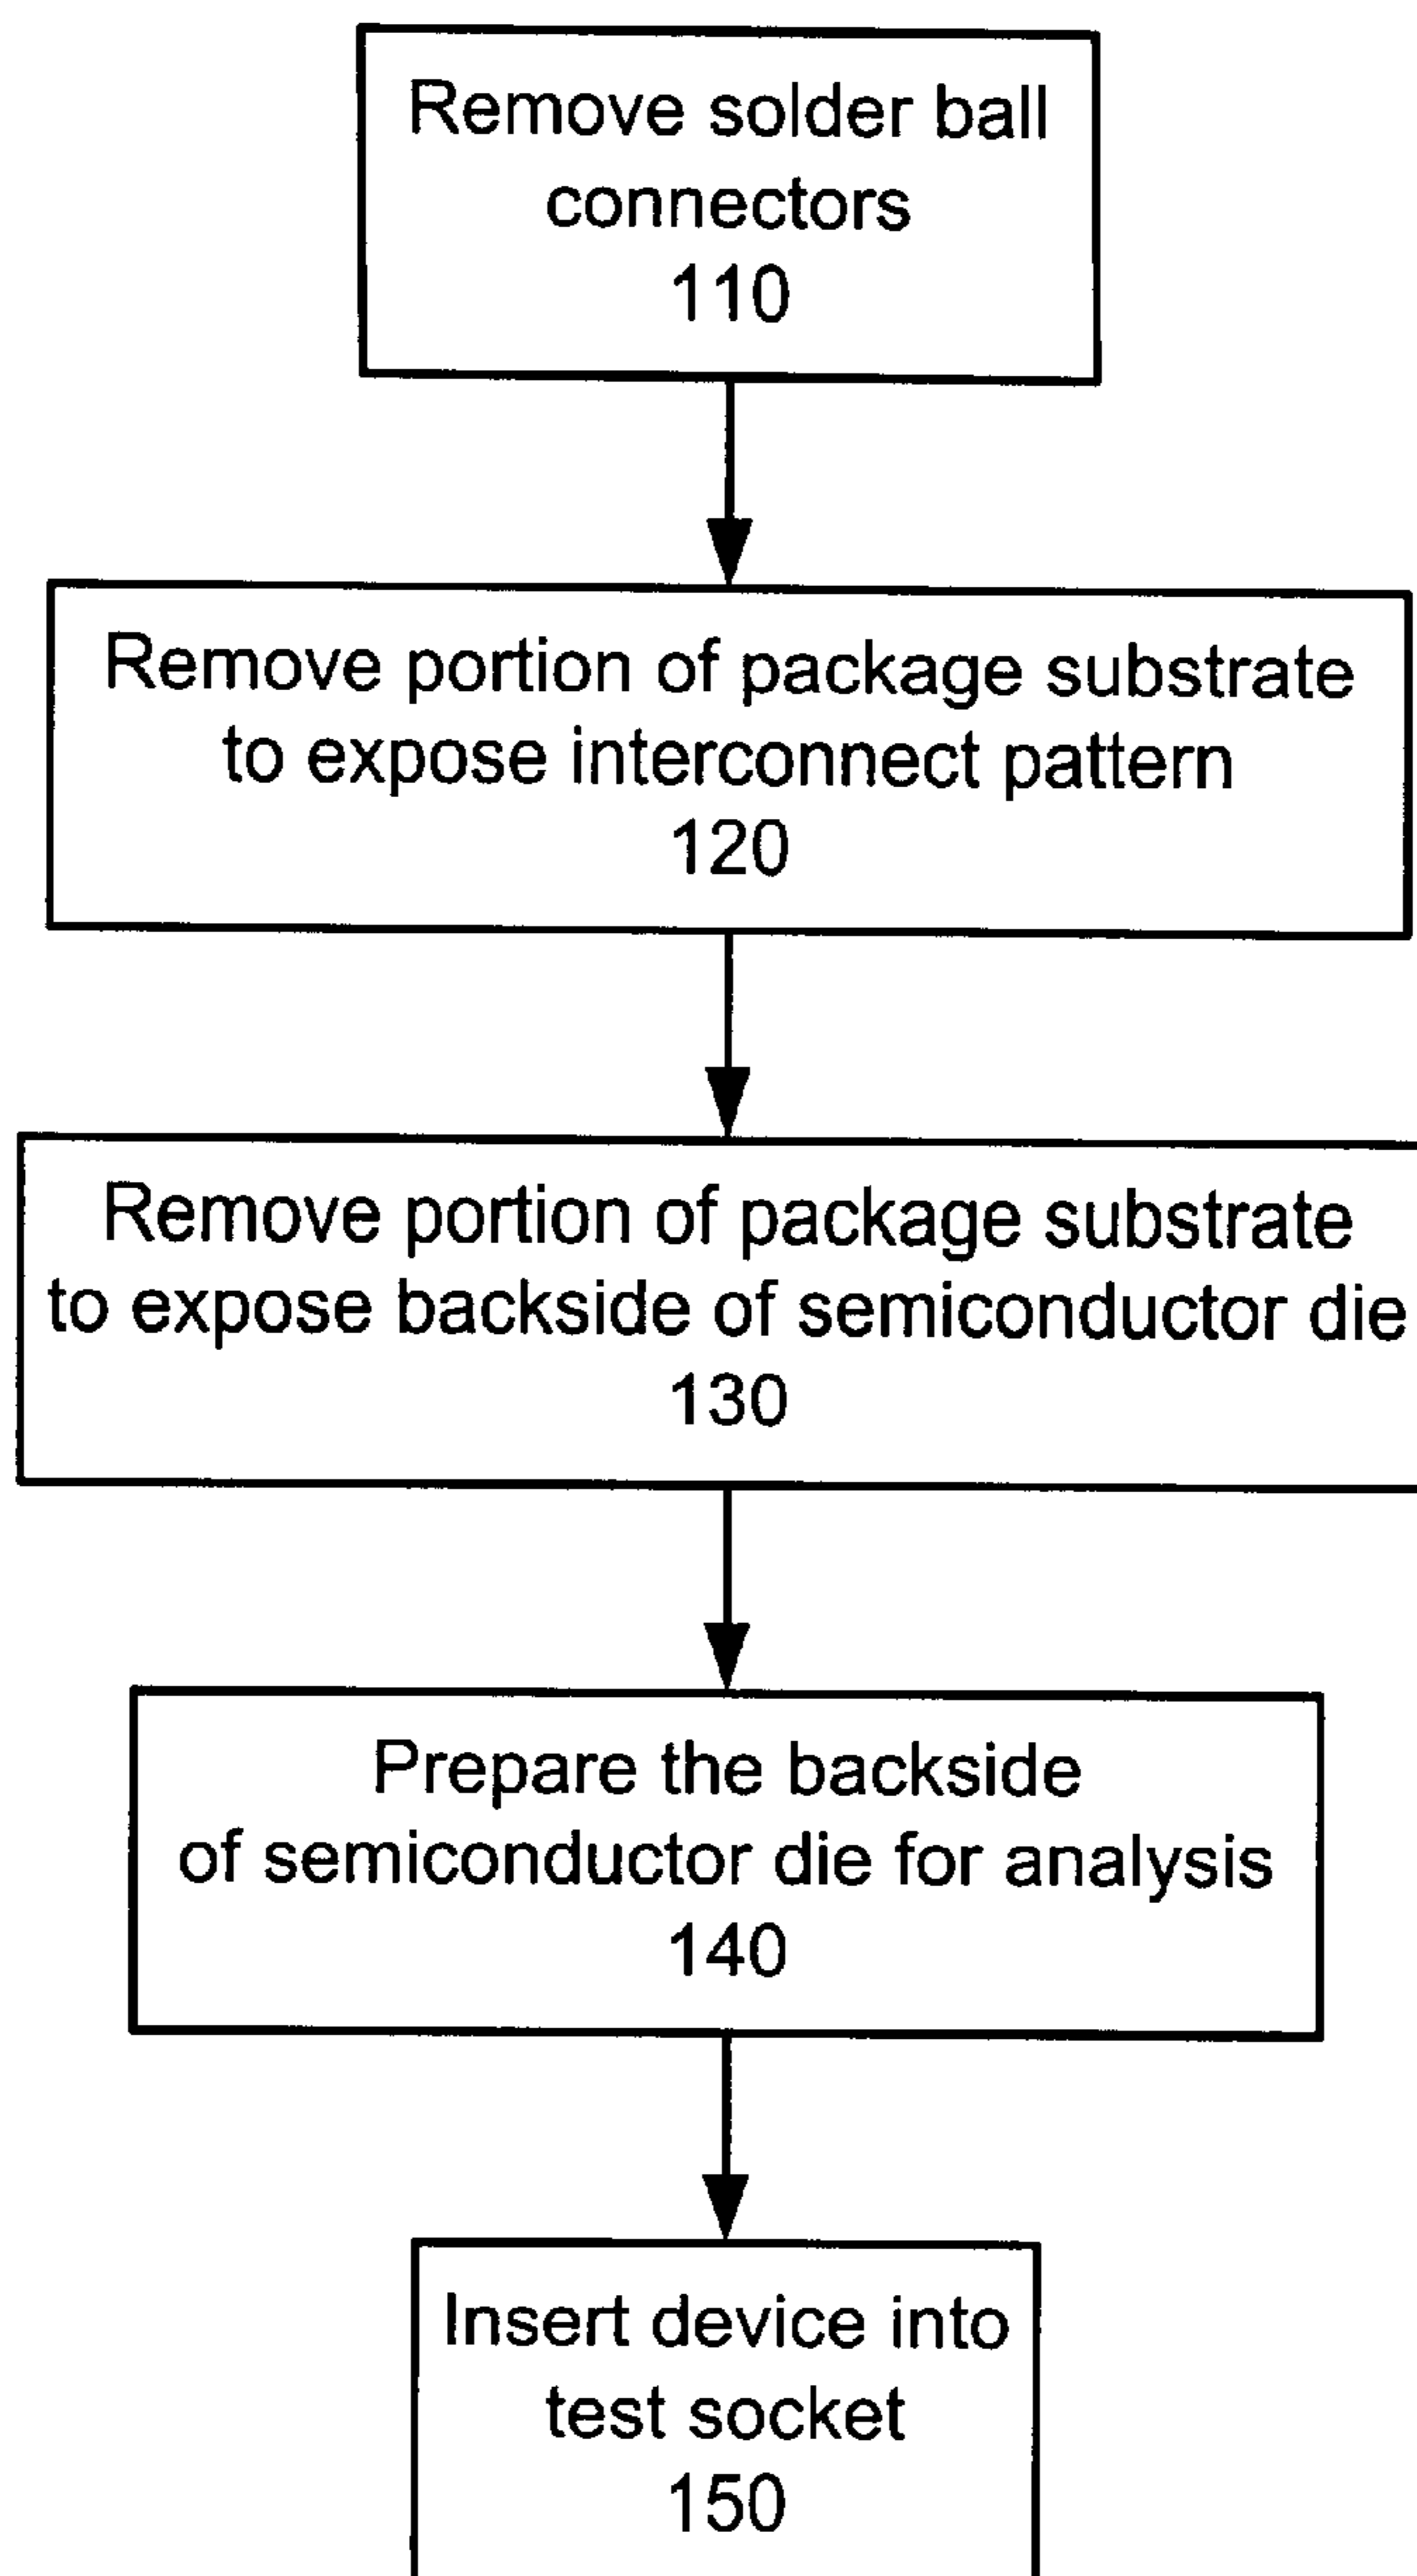 Remove solder ball
connectors
110
Remove portion of package substrate
to expose interconnect pattern
120
Remove portion of package substrate
to expose backside of semiconductor die
130
Prepare the backside
of semiconductor die for analysis
140
Insert device into
test socket
150